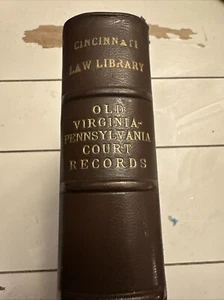 CINCINNATI
LAW LIBRARY
OLD
VIRGINIA-
PENNSYLVANIA
COURT
RECORDS